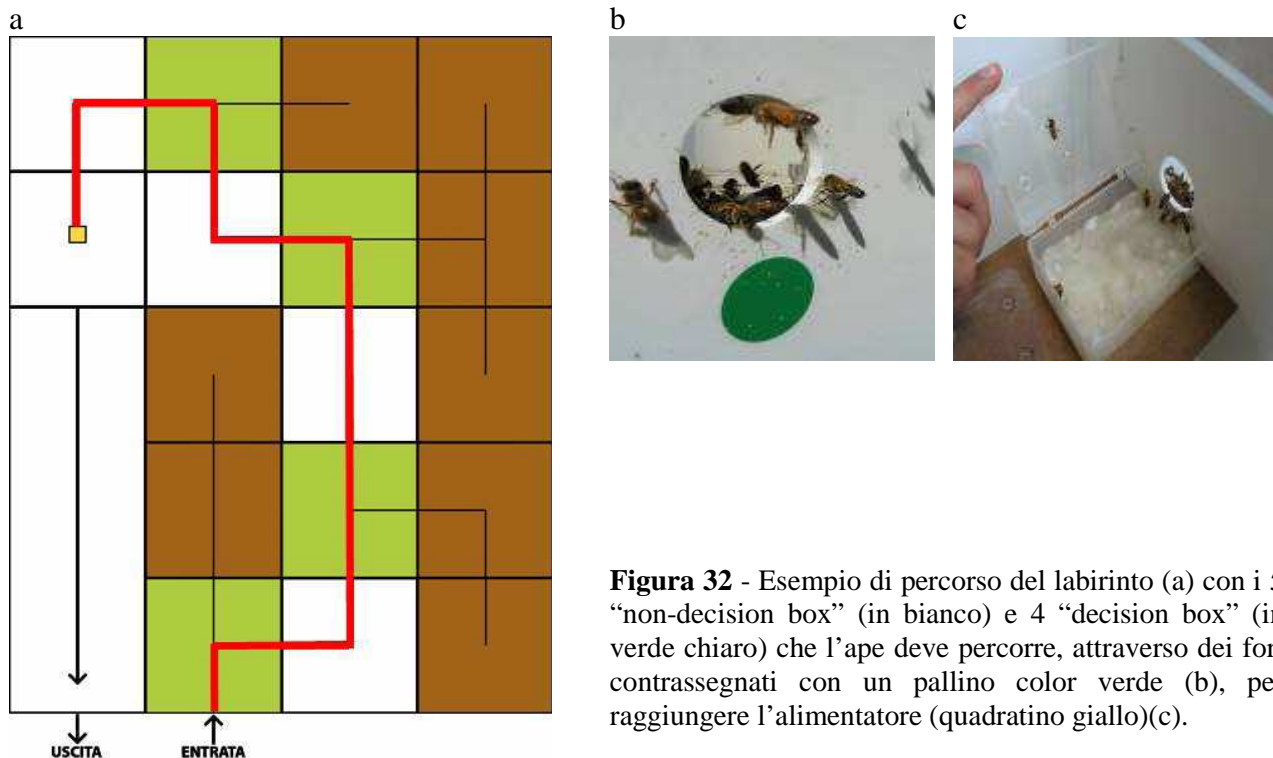 a
b
c
USCITA
ENTRATA
Figura 32 - Esempio di percorso del labirinto (a) con i 5
“non-decision box” (in bianco) e 4 “decision box” (in
verde chiaro) che l’ape deve percorre, attraverso dei for
contrassegnati con un pallino color verde (b), pe
raggiungere l’alimentatore (quadratino giallo)(c).